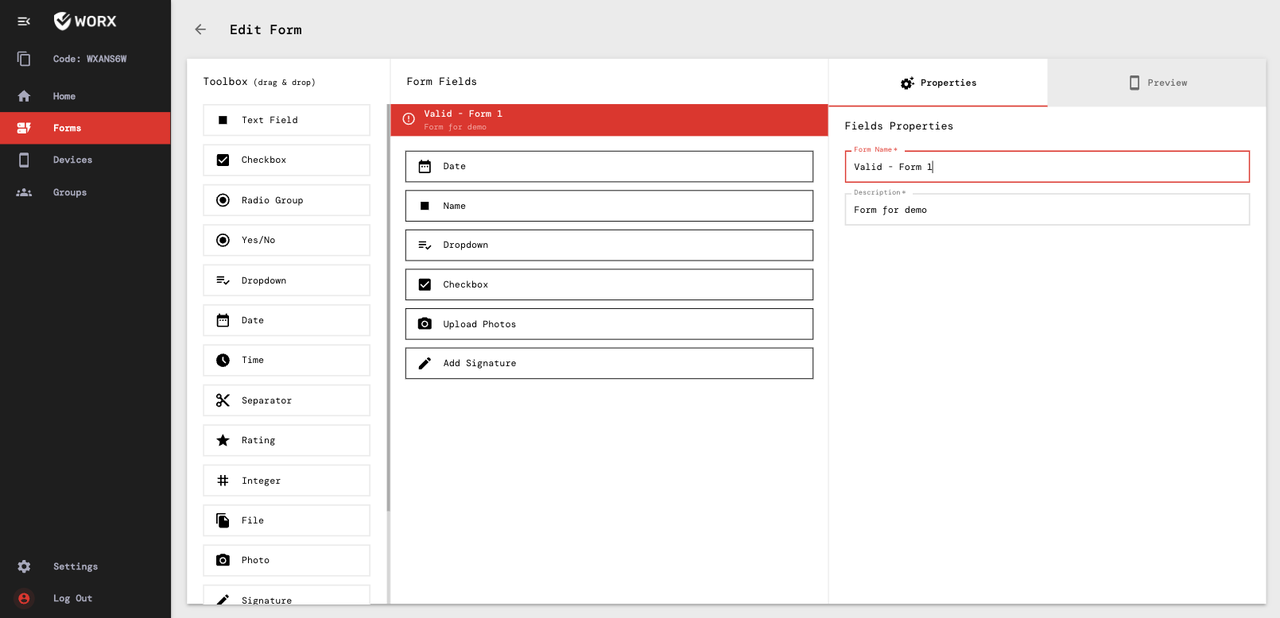 WORX
Code: WXANS6W
Home
Forms
Devices
Groups
Settings
Log Out
Edit Form
Toolbox (drag & drop)
Text Field
Checkbox
Radio Group
Yes/No
Dropdown
Date
Time
Separator
Rating
Integer
File
Photo
Signature
Form Fields
Valid - Form 1
Form for demo
Date
Name
Dropdown
Checkbox
Upload Photos
Add Signature
Properties
Preview
Fields Properties
Form Name *
Valid - Form 1
Description *
Form for demo